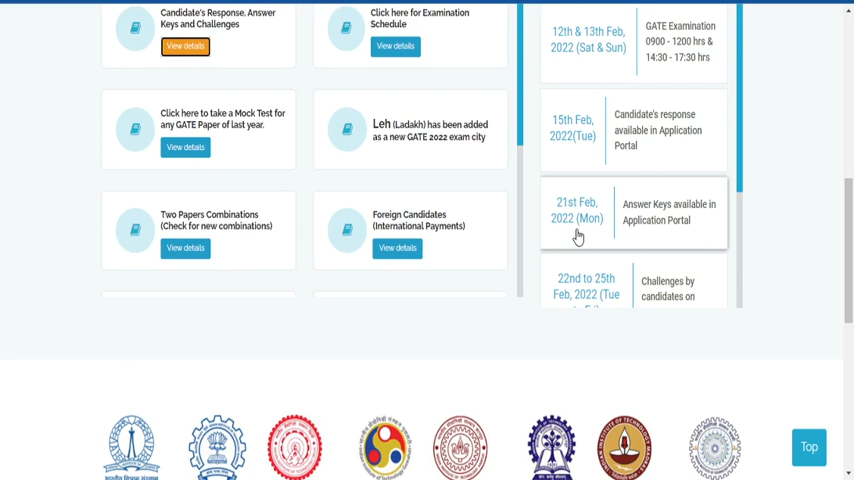 Candidate's Response, Answer
Keys and Challenges
View details
Click here for Examination
Schedule
View details
Click here to take a Mock Test for
any GATE Paper of last year.
View details
Leh (Ladakh) has been added
as a new GATE 2022 exam city
Two Papers Combinations
(Check for new combinations)
View details
Foreign Candidates
(International Payments)
View details
12th & 13th Feb,
2022 (Sat & Sun)
GATE Examination
0900 - 1200 hrs &
14:30 - 17:30 hrs
15th Feb,
2022(Tue)
Candidate's response
available in Application
Portal
21st Feb,
2022 (Mon)
Answer Keys available in
Application Portal
22nd to 25th
Feb, 2022 (Tue
Challenges by
candidates on
Top